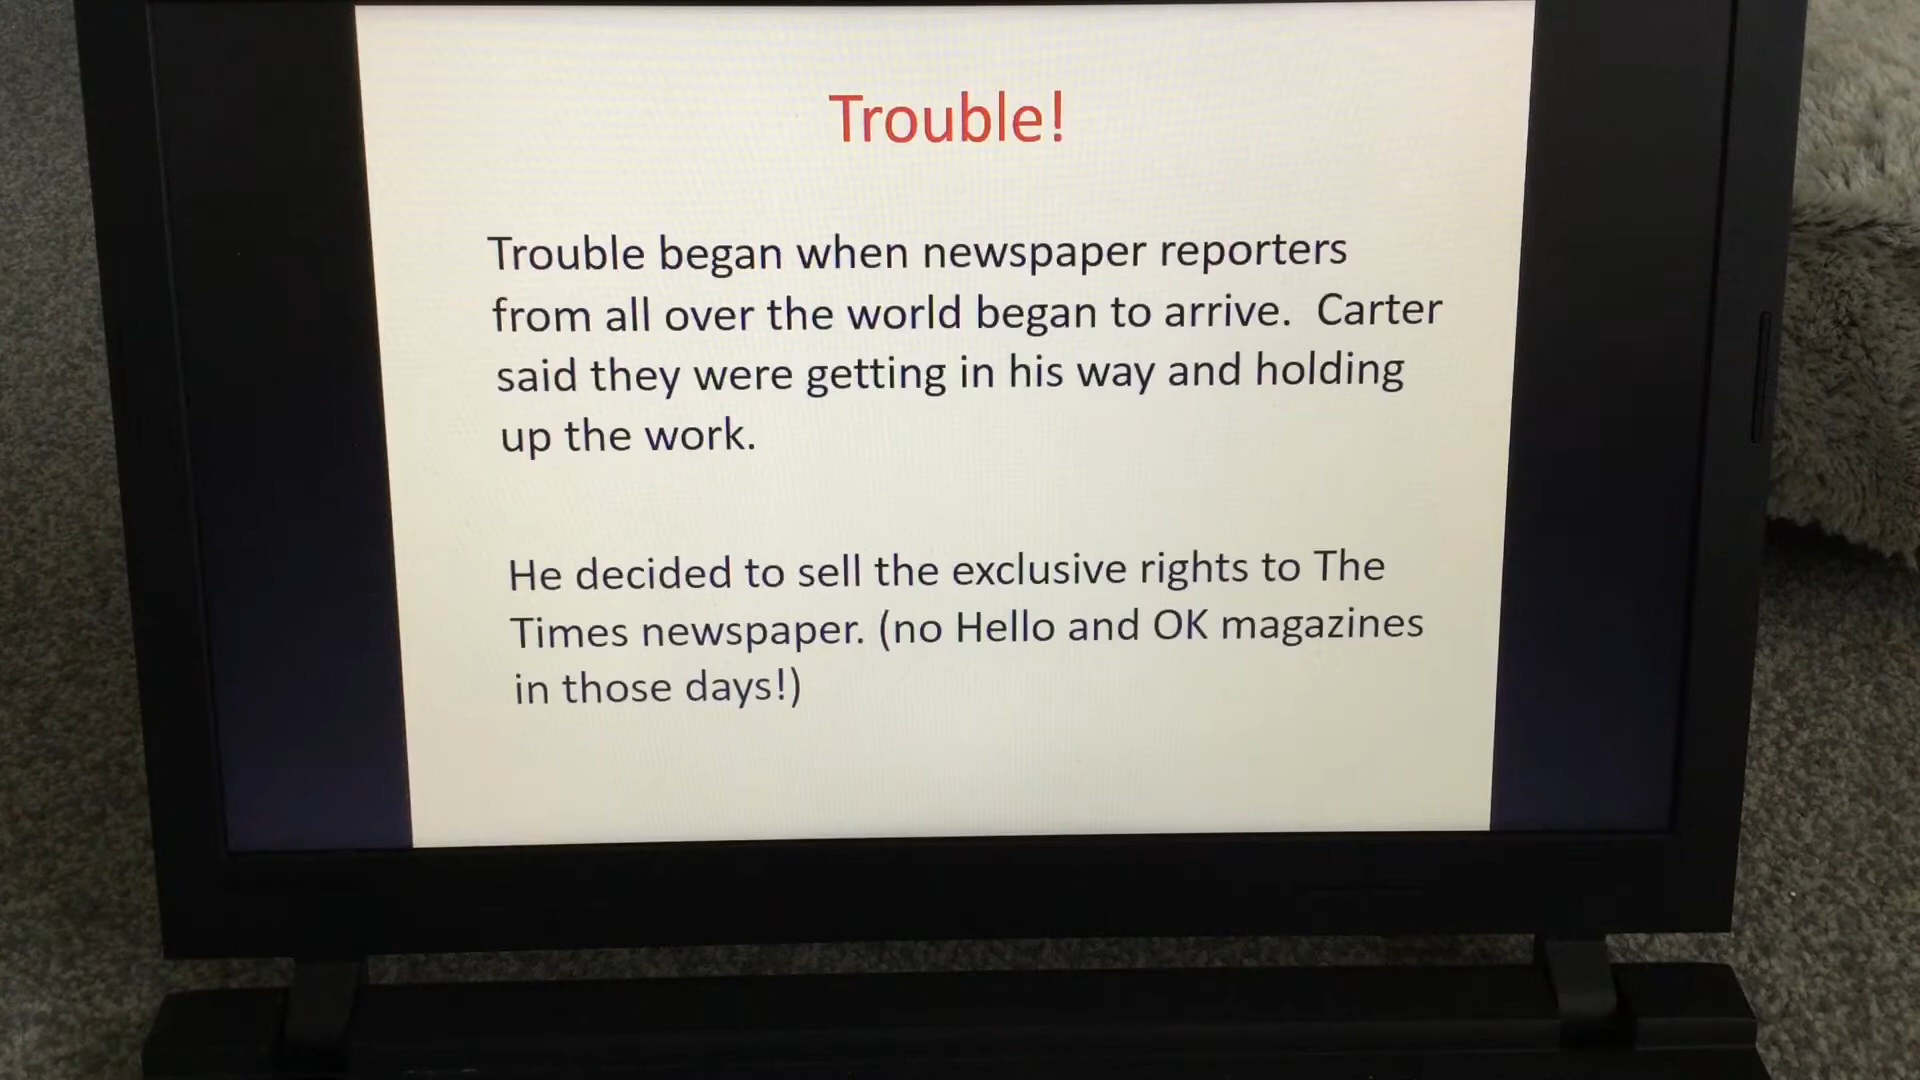 Trouble!
Trouble began when newspaper reporters
from all over the world began to arrive.  Carter
said they were getting in his way and holding
up the work.
He decided to sell the exclusive rights to The
Times newspaper. (no Hello and OK magazines
in those days!)